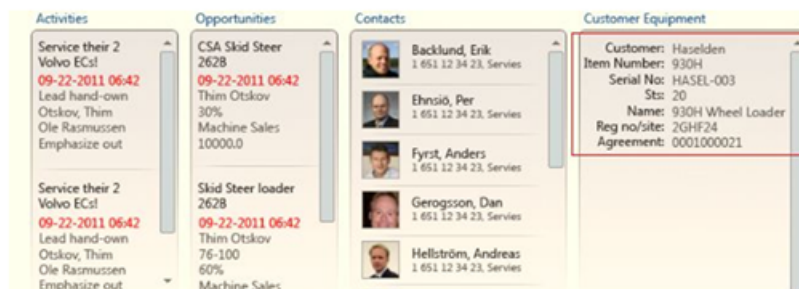 Activities
Service their 2
Volvo ECs!
09-22-2011 06:42
Lead hand-own
Otskov, Thim
Ole Rasmussen
Emphasize out
Service their 2
Volvo ECs!
09-22-2011 06:42
Lead hand-own
Otskov, Thim
Ole Rasmussen
Emphasize out
Opportunities
CSA Skid Steer
262B
09-22-2011 06:42
Thim Otskov
30%
Machine Sales
10000.0
Skid Steer loader
262B
09-22-2011 06:42
Thim Otskov
76-100
60%
Machine Sales
Contacts
Backlund, Erik
1 651 12 34 23, Servies
Ehnsiö, Per
1 651 12 34 23, Servies
Fyrst, Anders
1 651 12 34 23, Servies
Gerogsson, Dan
1 651 12 34 23, Servies
Hellström, Andreas
1 651 12 34 23, Servies
Customer Equipment
Customer: Haselden
Item Number: 930H
Serial No: HASEL-003
Sts: 20
Name: 930H Wheel Loader
Reg no/site: 2GHF24
Agreement: 0001000021